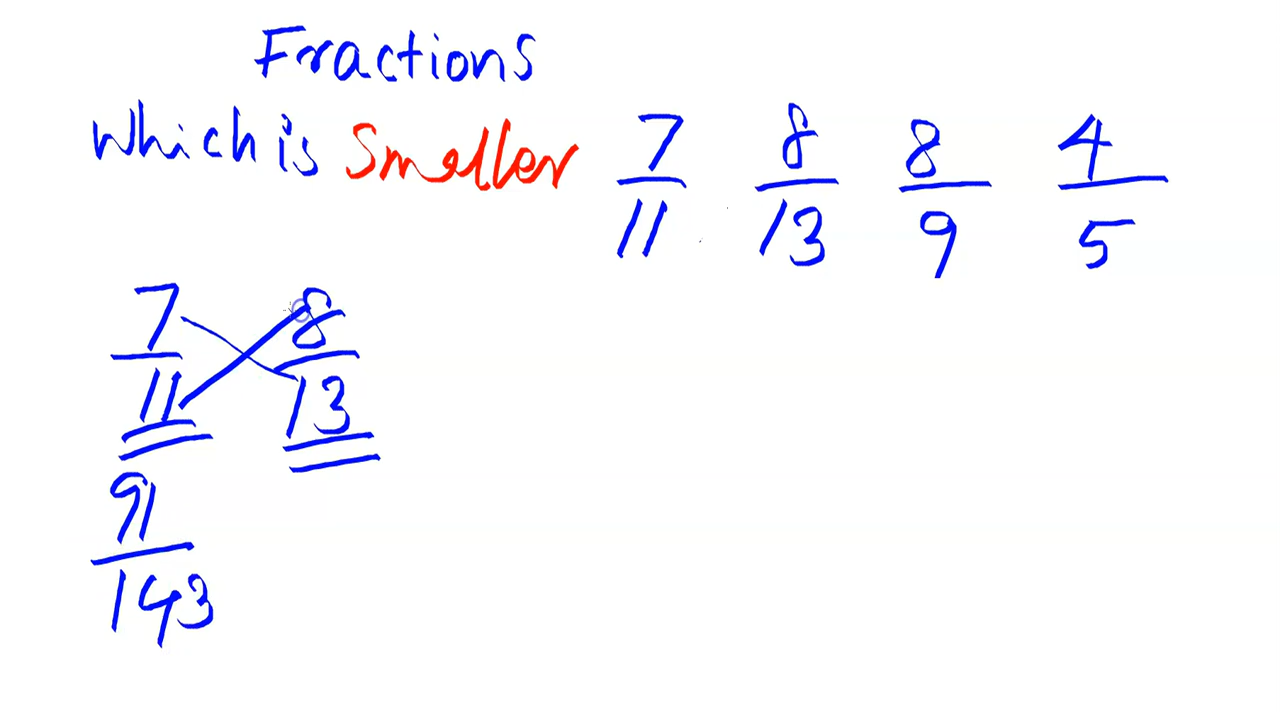 Fractions
Which is Smaller 7/11 8/13 8/9 4/5
7/11 8/13
91/143